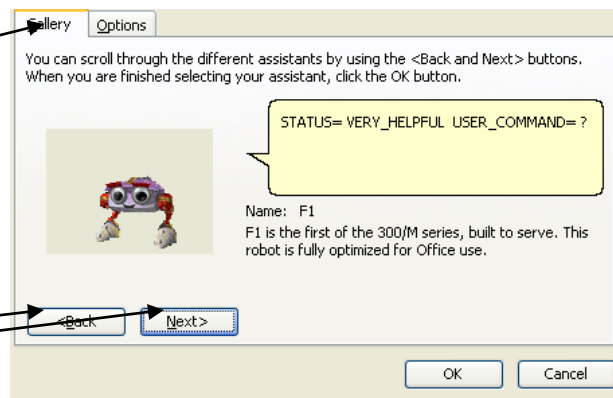 Gallery Options
You can scroll through the different assistants by using the <Back and Next> buttons.
When you are finished selecting your assistant, click the OK button.
STATUS= VERY_HELPFUL USER_COMMAND= ?
Name: F1
F1 is the first of the 300/M series, built to serve. This
robot is fully optimized for Office use.
<Back Next>
OK Cancel